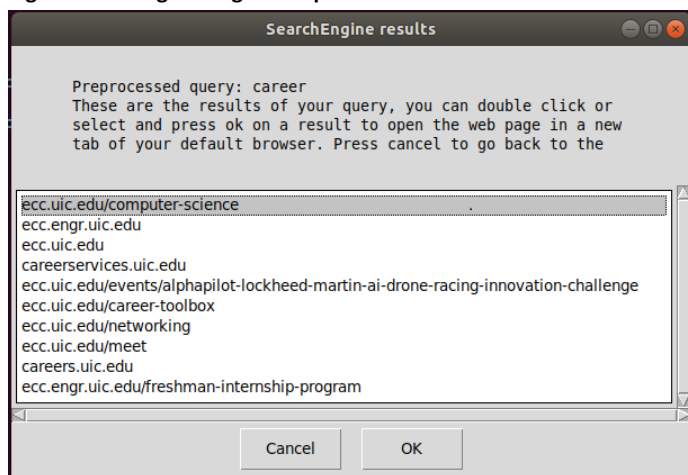 SearchEngine results
Preprocessed query: career
These are the results of your query, you can double click or
select and press ok on a result to open the web page in a new
tab of your default browser. Press cancel to go back to the
ecc.uic.edu/computer-science .
ecc.engr.uic.edu
ecc.uic.edu
careerservices.uic.edu
ecc.uic.edu/events/alphapilot-lockheed-martin-ai-drone-racing-innovation-challenge
ecc.uic.edu/career-toolbox
ecc.uic.edu/networking
ecc.uic.edu/meet
careers.uic.edu
ecc.engr.uic.edu/freshman-internship-program
Cancel OK